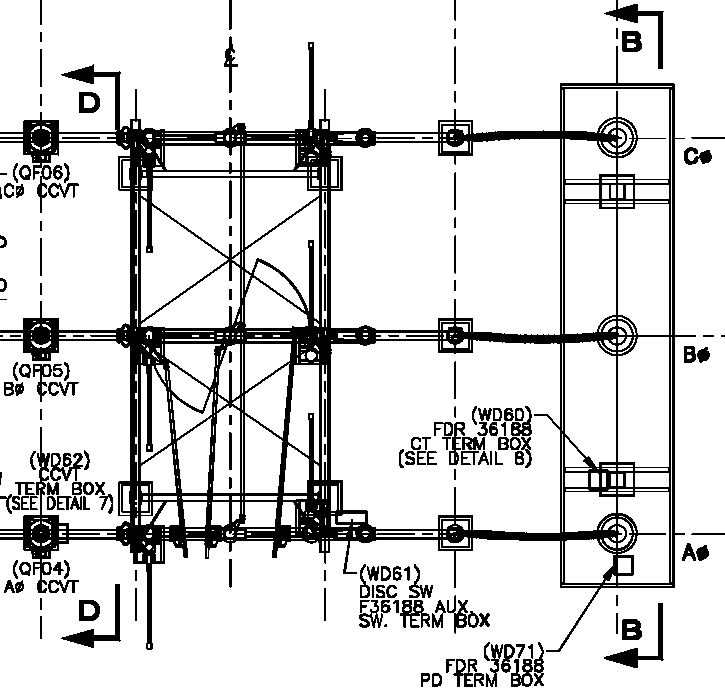 B
D
℄
(QF06)
CØ CCVT
CØ
(QF05)
BØ CCVT
BØ
(WD60)
FDR 36188
CT TERM BOX
(SEE DETAIL 8)
(WD62)
CCVT
TERM BOX
(SEE DETAIL 7)
AØ
(QF04)
AØ CCVT
(WD61)
DISC SW
F36188 AUX.
SW. TERM BOX
D
B
(WD71)
FDR 36188
PD TERM BOX